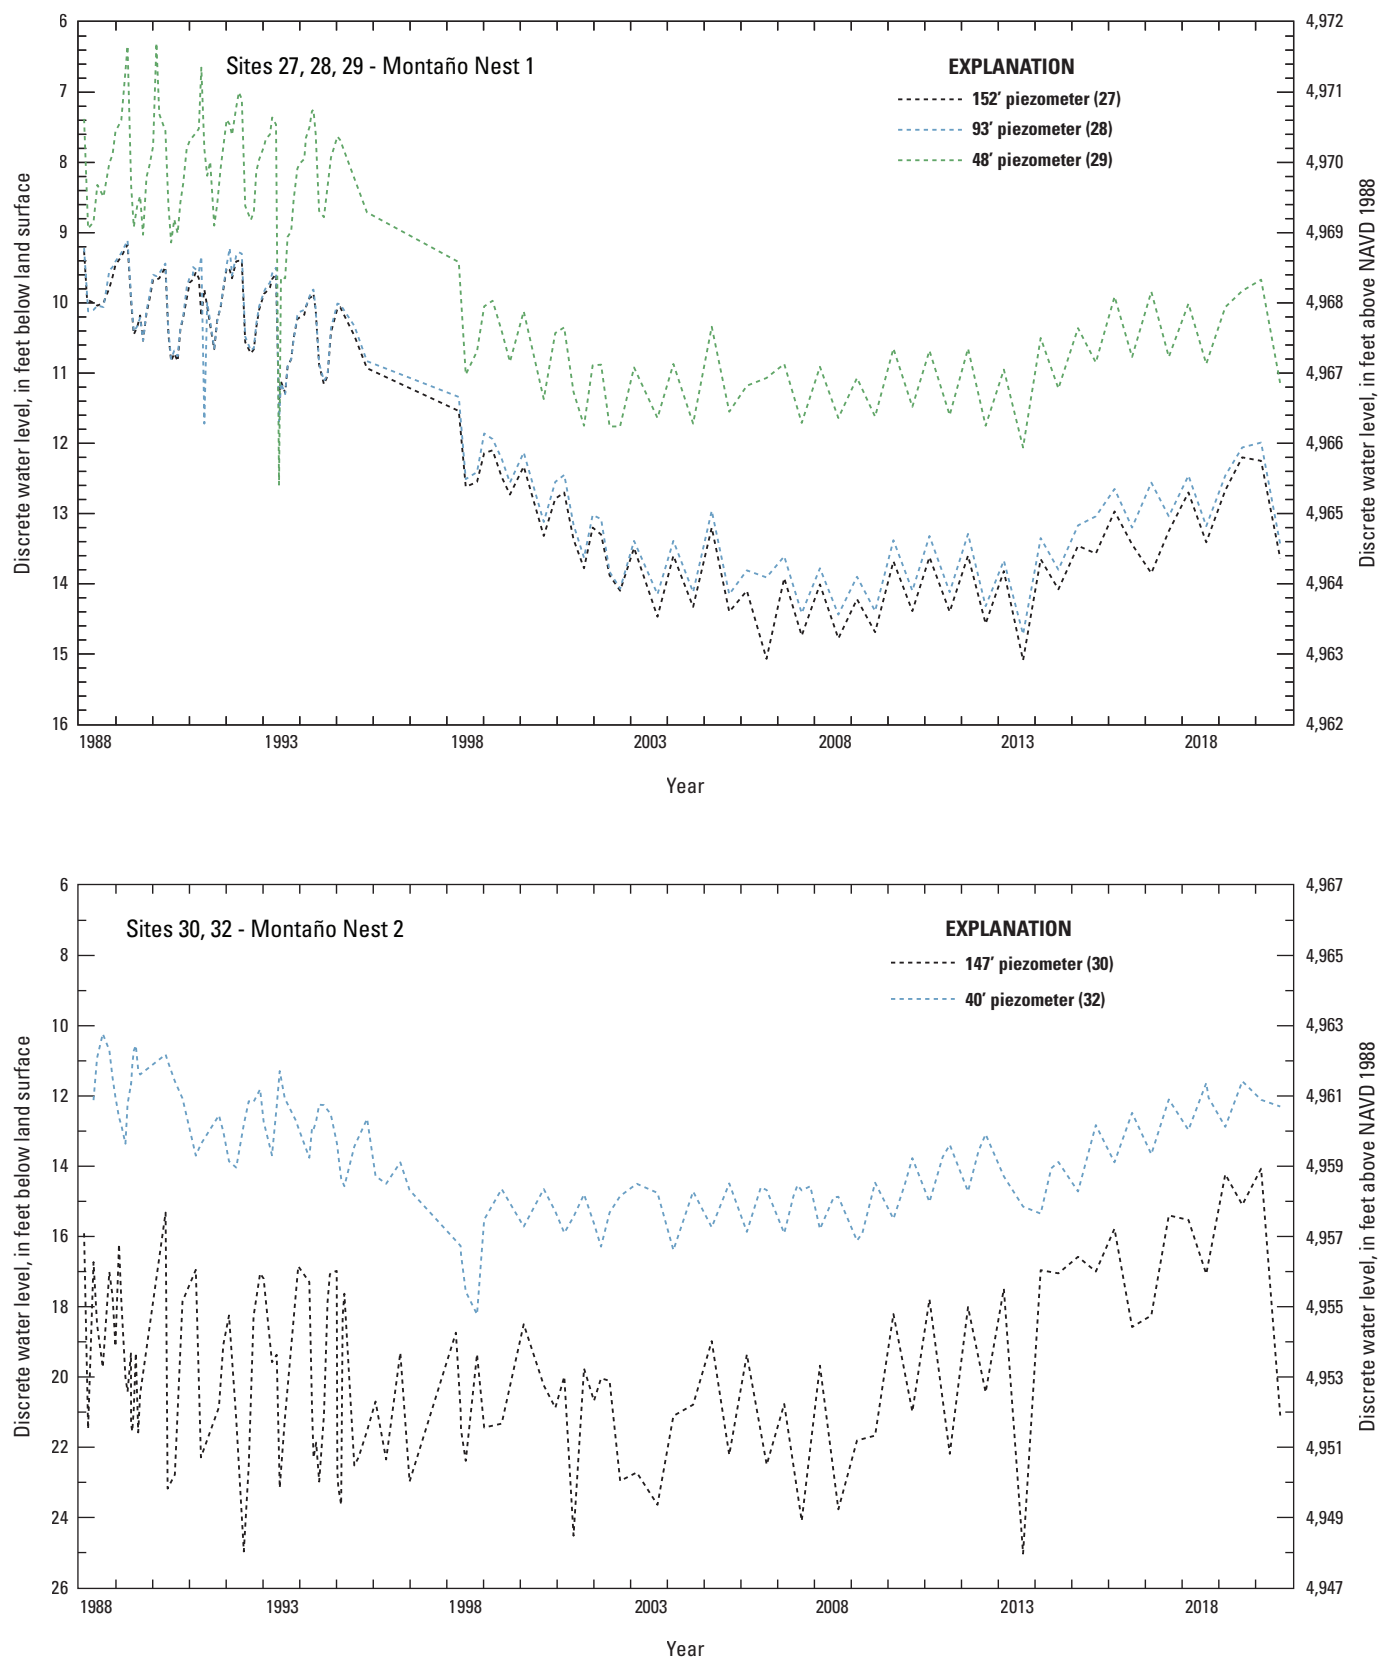 Sites 27, 28, 29 - Montaño Nest 1
EXPLANATION
152’ piezometer (27)
93’ piezometer (28)
48’ piezometer (29)
Discrete water level, in feet below land surface
6
7
8
9
10
11
12
13
14
15
16
4,972
4,971
4,970
4,969
4,968
4,967
4,966
4,965
4,964
4,963
4,962
Discrete water level, in feet above NAVD 1988
1988 1993 1998 2003 2008 2013 2018
Year
Sites 30, 32 - Montaño Nest 2
EXPLANATION
147’ piezometer (30)
40’ piezometer (32)
Discrete water level, in feet below land surface
6
8
10
12
14
16
18
20
22
24
26
4,967
4,965
4,963
4,961
4,959
4,957
4,955
4,953
4,951
4,949
4,947
Discrete water level, in feet above NAVD 1988
1988 1993 1998 2003 2008 2013 2018
Year